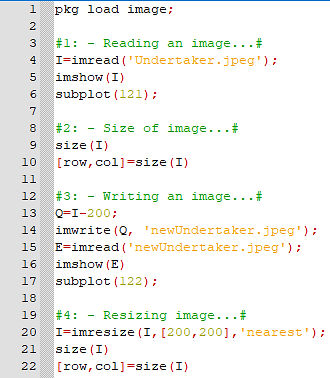 1 pkg load image;
2
3 #1: - Reading an image...#
4 I=imread('Undertaker.jpeg');
5 imshow(I)
6 subplot(121);
7
8 #2: - Size of image...#
9 size(I)
10 [row,col]=size(I)
11
12 #3: - Writing an image...#
13 Q=I-200;
14 imwrite(Q, 'newUndertaker.jpeg');
15 E=imread('newUndertaker.jpeg');
16 imshow(E)
17 subplot(122);
18
19 #4: - Resizing image...#
20 I=imresize(I,[200,200],'nearest');
21 size(I)
22 [row,col]=size(I)